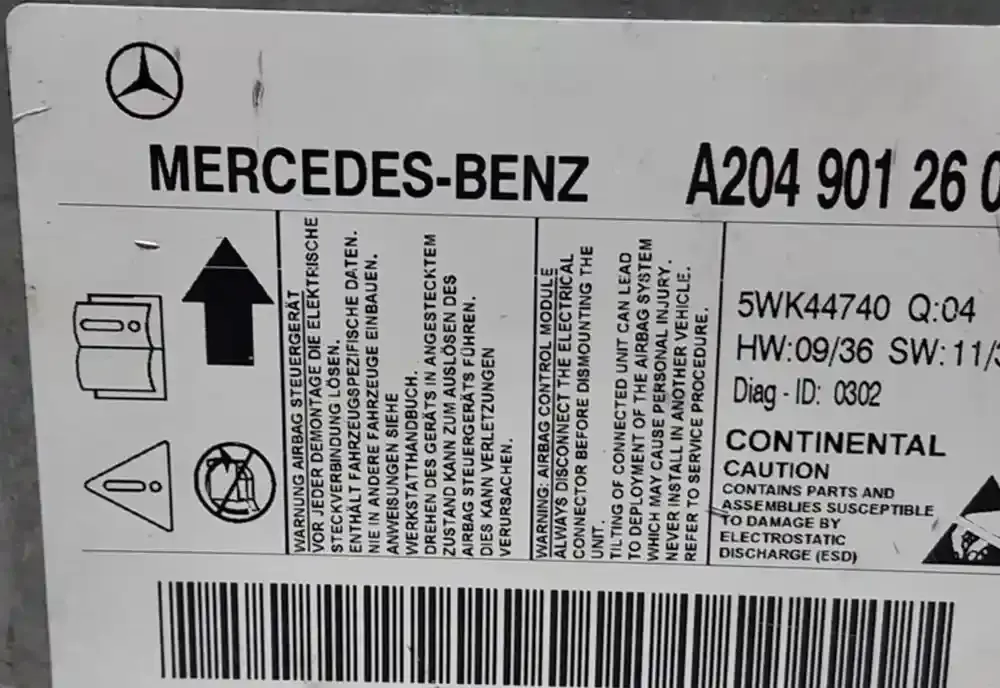 MERCEDES-BENZ
A204 901 26 0
WARNUNG AIRBAG STEUERGERÄT
VOR JEDER DEMONTAGE DIE ELEKTRISCHE
STECKVERBINDUNG LÖSEN.
ENTHÄLT FAHRZEUGSPEZIFISCHE DATEN.
NIE IN ANDERE FAHRZEUGE EINBAUEN.
ANWEISUNGEN SIEHE
WERKSTATTHANDBUCH.
DREHEN DES GERÄTS IN ANGESTECKTEM
ZUSTAND KANN ZUM AUSLÖSEN DES
AIRBAG STEUERGERÄTS FÜHREN.
DIES KANN VERLETZUNGEN
VERURSACHEN.
WARNING: AIRBAG CONTROL MODULE
ALWAYS DISCONNECT THE ELECTRICAL
CONNECTOR BEFORE DISMOUNTING THE
UNIT.
TILTING OF CONNECTED UNIT CAN LEAD
TO DEPLOYMENT OF THE AIRBAG SYSTEM
WHICH MAY CAUSE PERSONAL INJURY.
NEVER INSTALL IN ANOTHER VEHICLE.
REFER TO SERVICE PROCEDURE.
5WK44740 Q:04
HW:09/36 SW:11/
Diag - ID: 0302
CONTINENTAL
CAUTION
CONTAINS PARTS AND
ASSEMBLIES SUSCEPTIBLE
TO DAMAGE BY
ELECTROSTATIC
DISCHARGE (ESD)